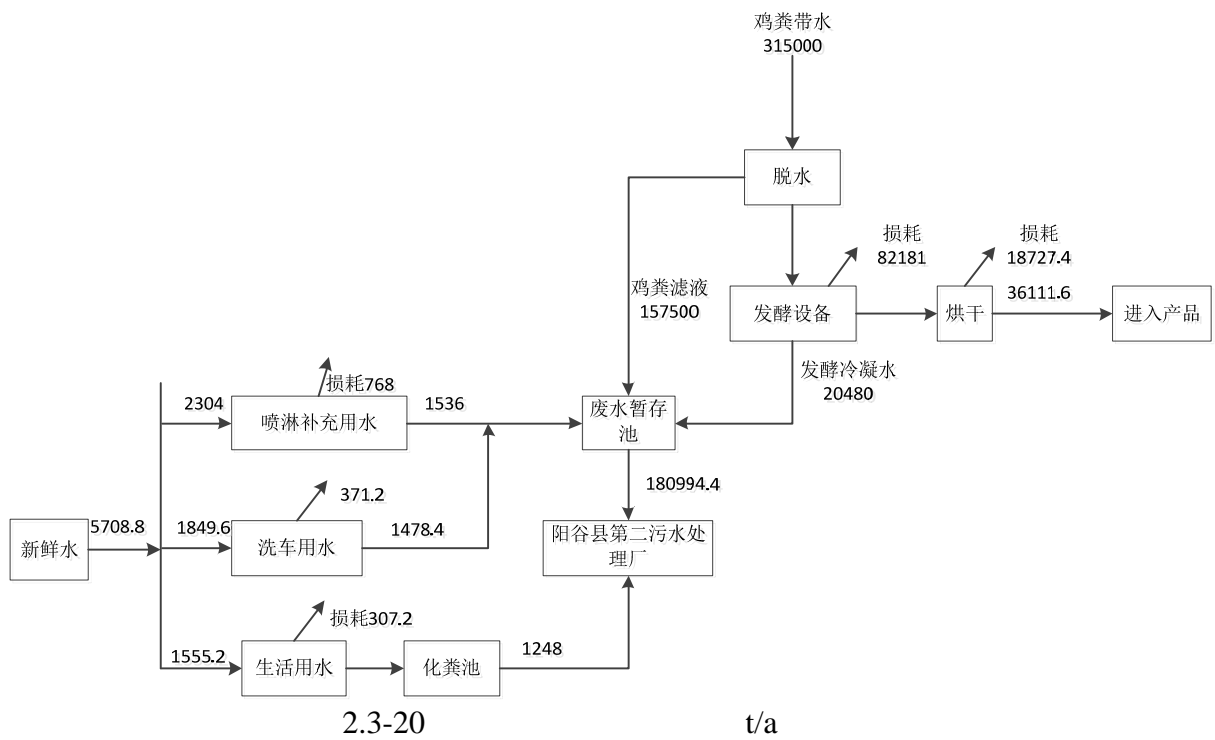 鸡粪带水
315000
脱水
损耗
82181
损耗
18727.4
鸡粪滤液
157500
发酵设备
烘干
36111.6
进入产品
发酵冷凝水
20480
损耗768
2304
喷淋补充用水
1536
废水暂存
池
180994.4
371.2
新鲜水
5708.8
1849.6
洗车用水
1478.4
阳谷县第二污水处
理厂
损耗307.2
1555.2
生活用水
化粪池
1248
2.3-20 t/a